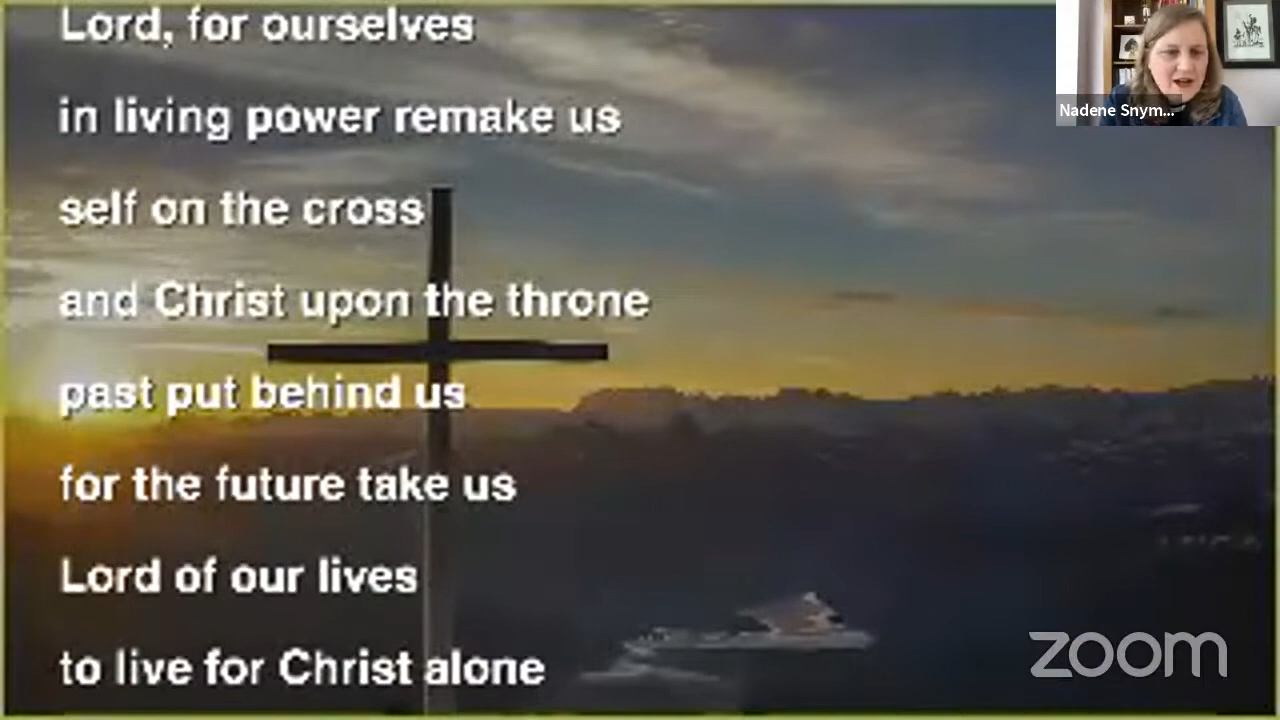 Lord, for ourselves
in living power remake us
self on the cross
and Christ upon the throne
past put behind us
for the future take us
Lord of our lives
to live for Christ alone
Nadene Snym...
zoom